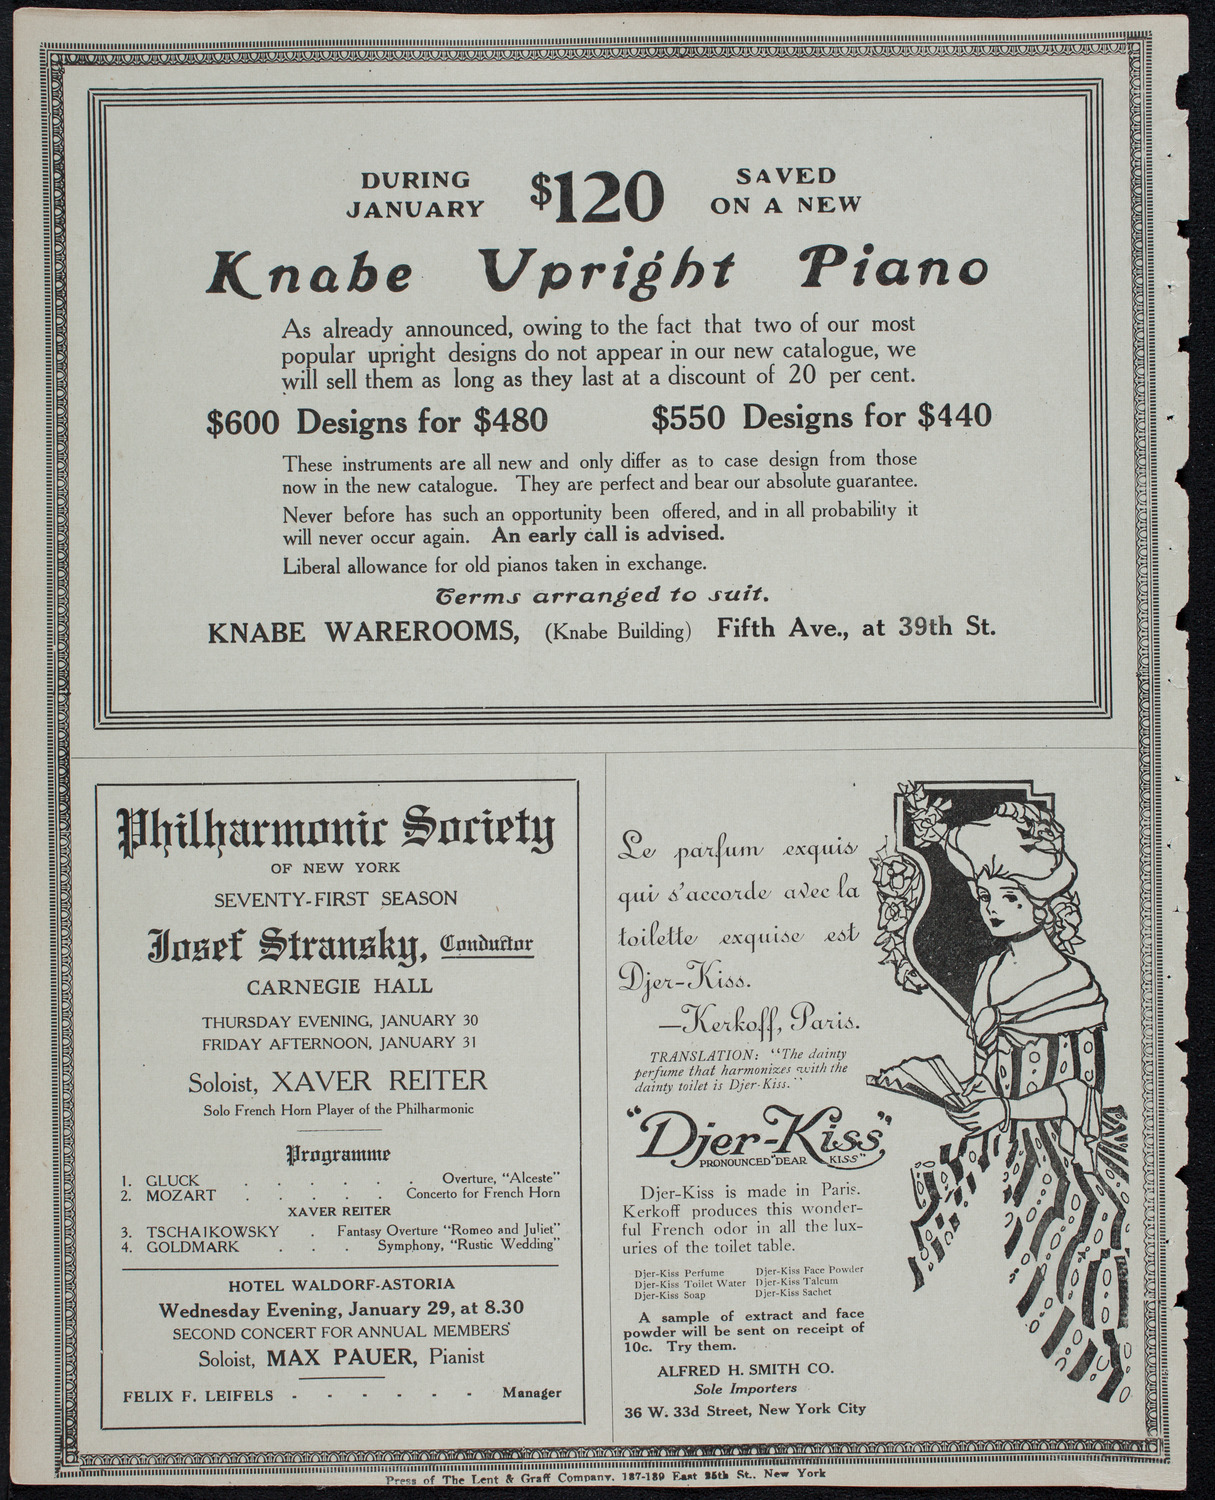 DURING JANUARY $120 SAVED ON A NEW
Knabe Upright Piano
As already announced, owing to the fact that two of our most
popular upright designs do not appear in our new catalogue, we
will sell them as long as they last at a discount of 20 per cent.
$600 Designs for $480 $550 Designs for $440
These instruments are all new and only differ as to case design from those
now in the new catalogue. They are perfect and bear our absolute guarantee.
Never before has such an opportunity been offered, and in all probability it
will never occur again. An early call is advised.
Liberal allowance for old pianos taken in exchange.
Terms arranged to suit.
KNABE WAREROOMS, (Knabe Building) Fifth Ave., at 39th St.
Philharmonic Society
OF NEW YORK
SEVENTY-FIRST SEASON
Josef Stransky, Conductor
CARNEGIE HALL
THURSDAY EVENING, JANUARY 30
FRIDAY AFTERNOON, JANUARY 31
Soloist, XAVER REITER
Solo French Horn Player of the Philharmonic
Programme
1. GLUCK . . . . . . Overture, "Alceste"
2. MOZART . . . . . Concerto for French Horn
XAVER REITER
3. TSCHAIKOWSKY . Fantasy Overture "Romeo and Juliet"
4. GOLDMARK . . . Symphony, "Rustic Wedding"
HOTEL WALDORF-ASTORIA
Wednesday Evening, January 29, at 8.30
SECOND CONCERT FOR ANNUAL MEMBERS
Soloist, MAX PAUER, Pianist
FELIX F. LEIFELS - - - - - - Manager
Le parfum exquis
qui s'accorde avec la
toilette exquise est
Djer-Kiss.
—Kerkoff, Paris.
TRANSLATION: "The dainty
perfume that harmonizes with the
dainty toilet is Djer-Kiss."
"Djer-Kiss"
PRONOUNCED "DEAR KISS"
Djer-Kiss is made in Paris.
Kerkoff produces this wonder-
ful French odor in all the lux-
uries of the toilet table.
Djer-Kiss Perfume Djer-Kiss Face Powder
Djer-Kiss Toilet Water Djer-Kiss Talcum
Djer-Kiss Soap Djer-Kiss Sachet
A sample of extract and face
powder will be sent on receipt of
10c. Try them.
ALFRED H. SMITH CO.
Sole Importers
36 W. 33d Street, New York City
Press of The Lent & Graff Company, 137-139 East 25th St., New York